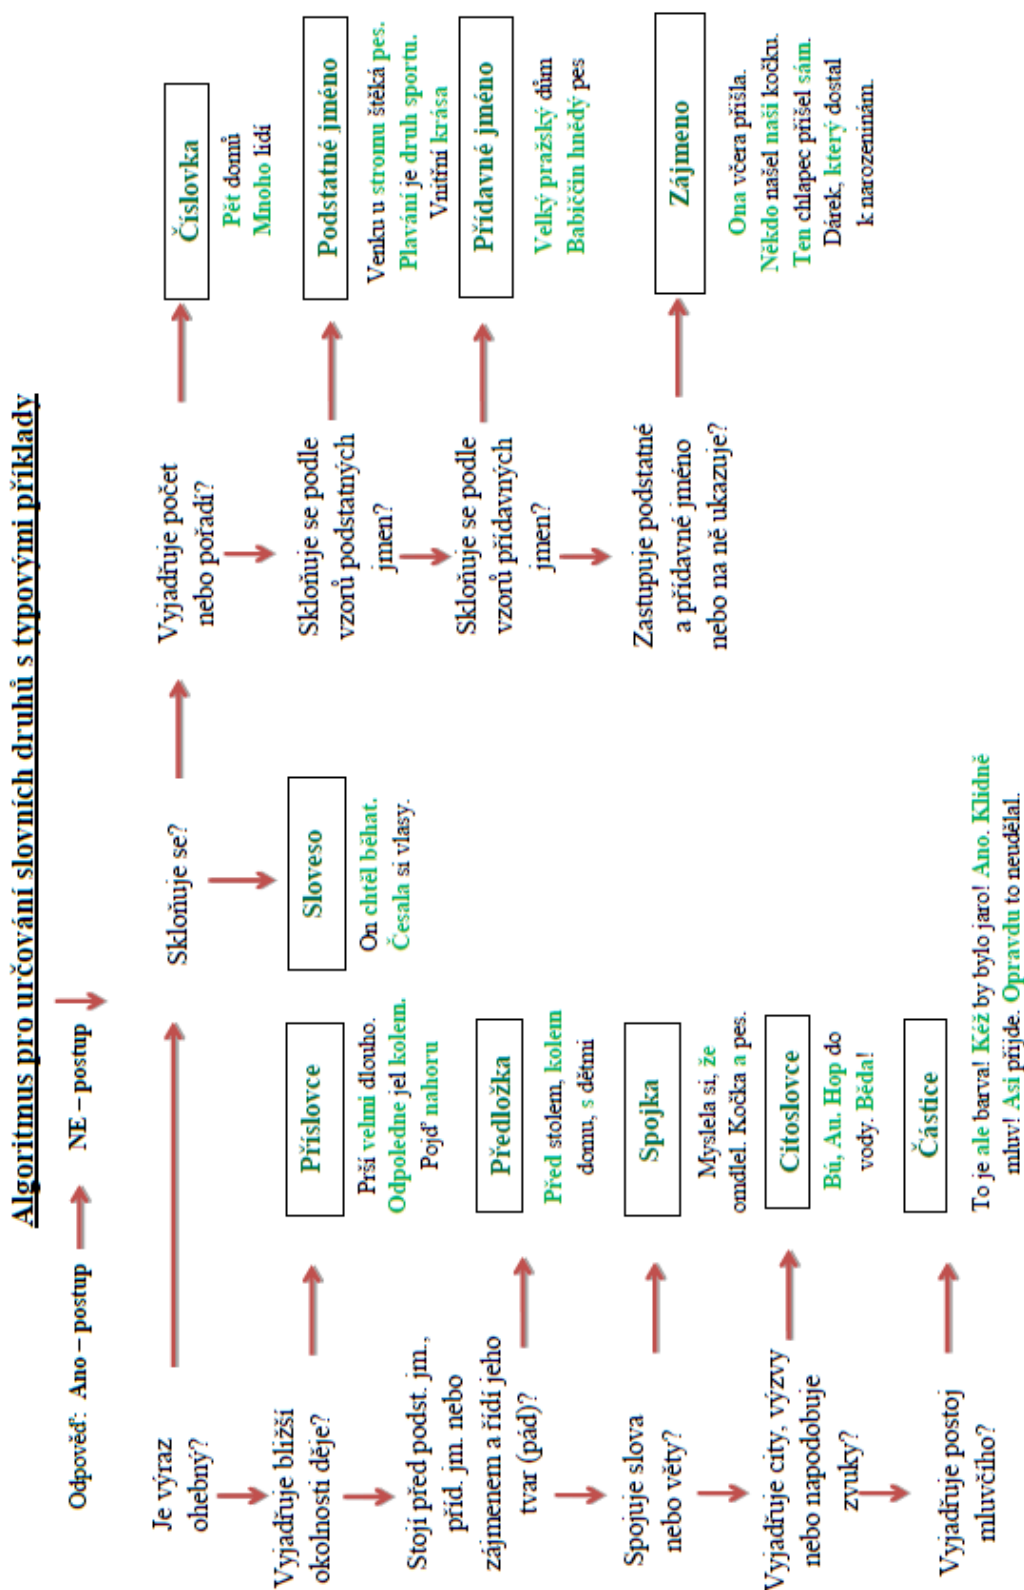 Algoritmus pro určování slovních druhů s typovými příklady
Odpověď: Ano – postup
NE – postup
Je výraz
ohebný?
Skloňuje se?
Vyjadřuje počet
nebo pořadí?
Číslovka
Pět domů
Mnoho lidí
Vyjadřuje bližší
okolnosti děje?
Příslovce
Prší velmi dlouho.
Odpoledne jel kolem.
Pojď nahoru
Sloveso
On chtěl běhat.
Česala si vlasy.
Skloňuje se podle
vzorů podstatných
jmen?
Podstatné jméno
Venku u stromu štěká pes.
Plavání je druh sportu.
Vnitřní krása
Stojí před podst. jm.,
příd. jm. nebo
zájmenem a řídí jeho
tvar (pád)?
Předložka
Před stolem, kolem
domu, s dětmi
Skloňuje se podle
vzorů přídavných
jmen?
Přídavné jméno
Velký pražský dům
Babiččin hnědý pes
Spojuje slova
nebo věty?
Spojka
Myslela si, že
omdlel. Kočka a pes.
Zastupuje podstatné
a přídavné jméno
nebo na ně ukazuje?
Zájmeno
Ona včera přišla.
Někdo našel naši kočku.
Ten chlapec přišel sám.
Dárek, který dostal
k narozeninám.
Vyjadřuje city, výzvy
nebo napodobuje
zvuky?
Citoslovce
Bú, Au. Hop do
vody. Běda!
Vyjadřuje postoj
mluvčího?
Částice
To je ale barva! Kéž by bylo jaro! Ano. Klidně
mluv! Asi přijde. Opravdu to neudělal.